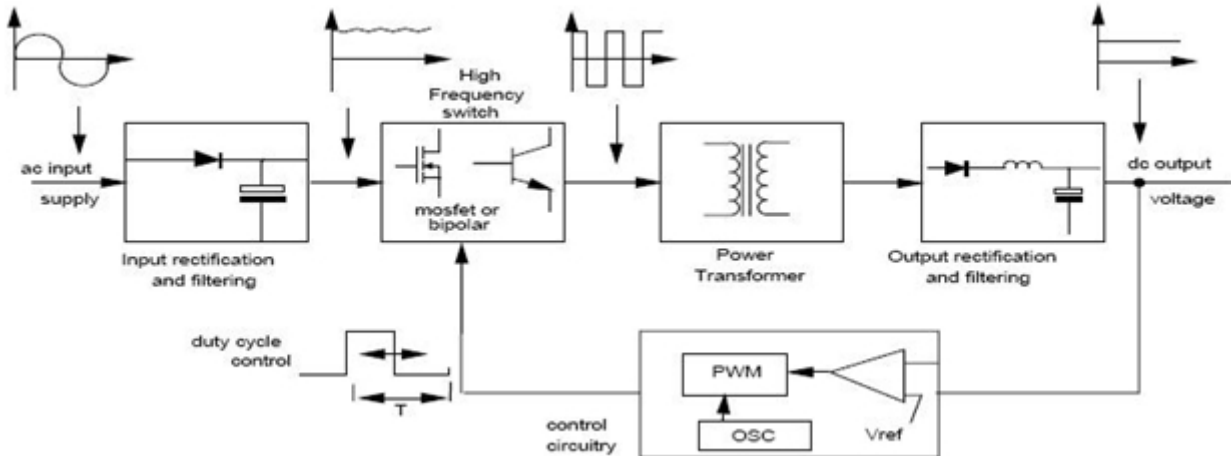 High
Frequency
switch
ac input
supply
mosfet or
bipolar
dc output
voltage
Input rectification
and filtering
Power
Transformer
Output rectification
and filtering
duty cycle
control
T
PWM
OSC
Vref
control
circuitry